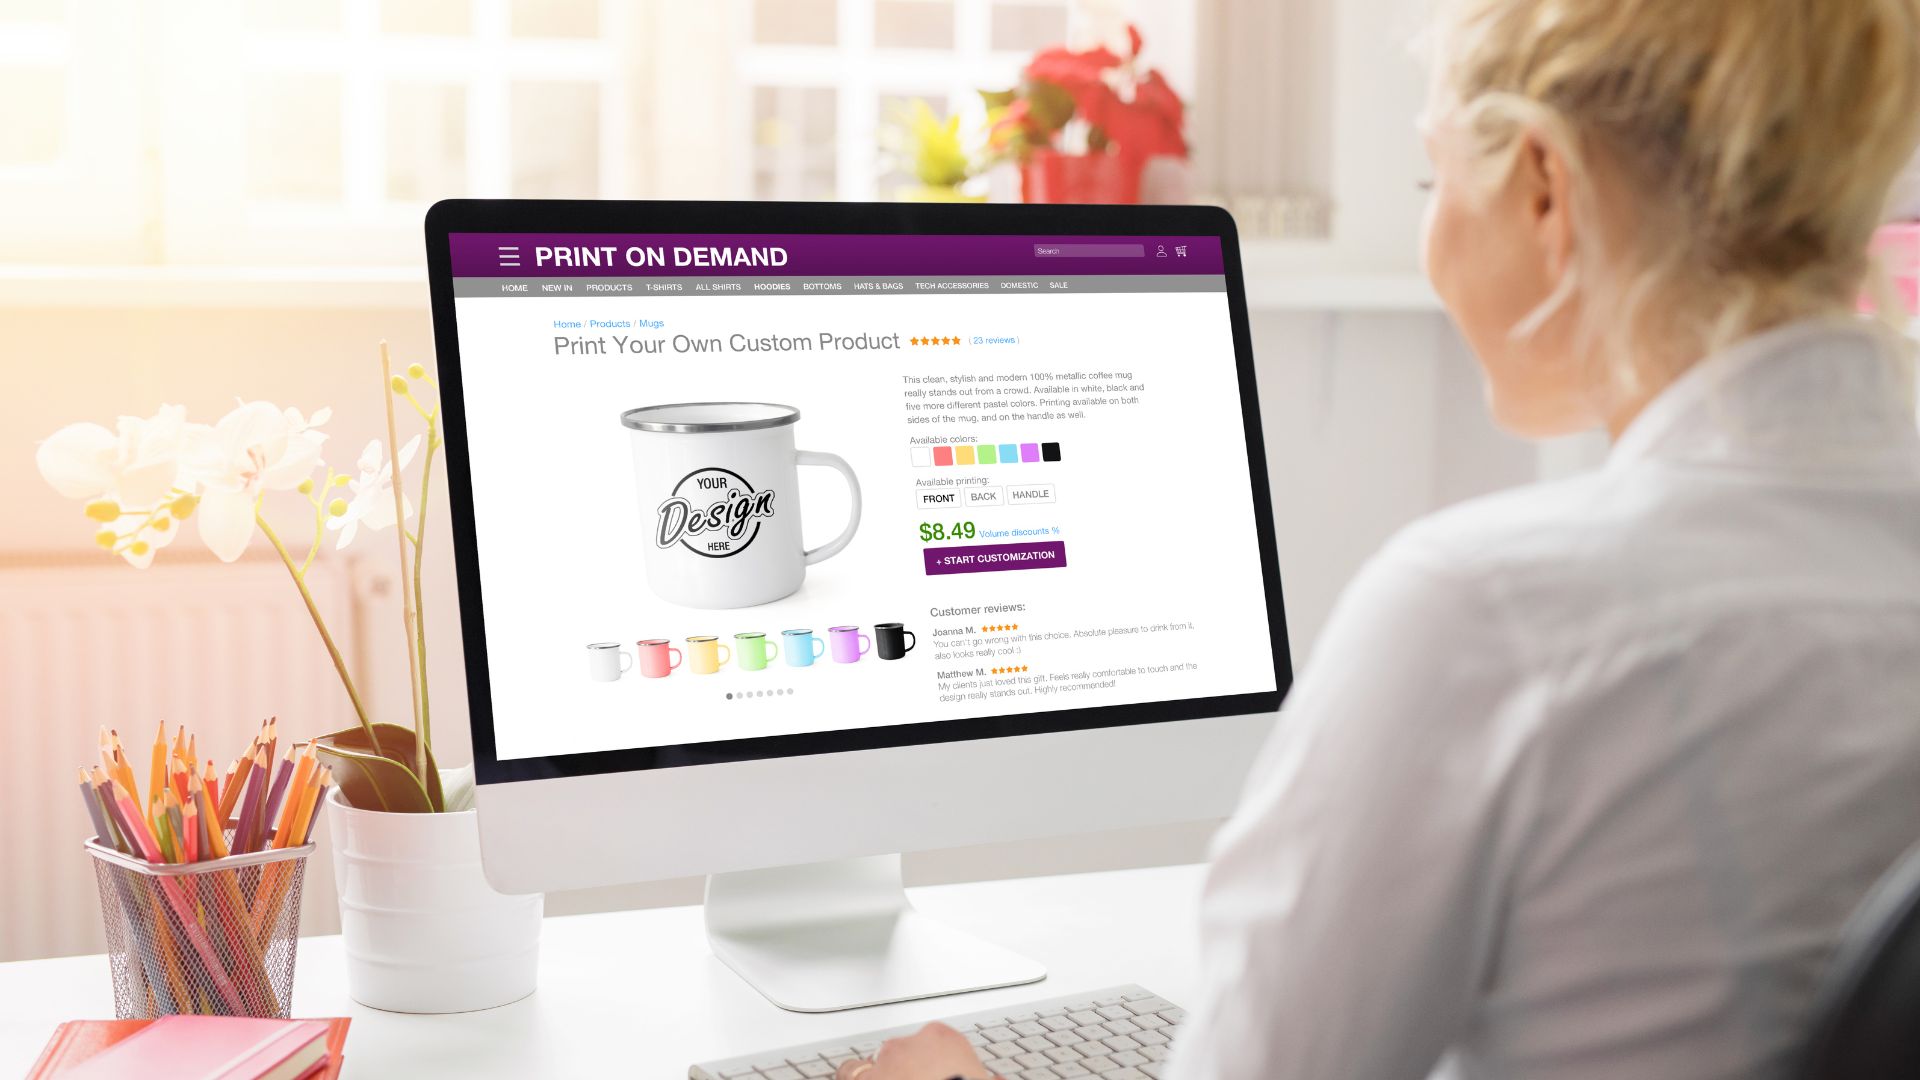 PRINT ON DEMAND
Search
HOME NEW IN PRODUCTS T-SHIRTS ALL SHIRTS HOODIES BOTTOMS HATS & BAGS TECH ACCESSORIES DOMESTIC SALE
Home / Products / Mugs
Print Your Own Custom Product
( 23 reviews )
YOUR
Design
HERE
This clean, stylish and modern 100% metallic coffee mug
really stands out from a crowd. Available in white, black and
five more different pastel colors. Printing available on both
sides of the mug, and on the handle as well.
Available colors:
Available printing:
FRONT BACK HANDLE
$8.49 Volume discounts %
+ START CUSTOMIZATION
Customer reviews:
Joanna M.
You can't go wrong with this choice. Absolute pleasure to drink from it,
also looks really cool :)
Matthew M.
My clients just loved this gift. Feels really comfortable to touch and the
design really stands out. Highly recommended!